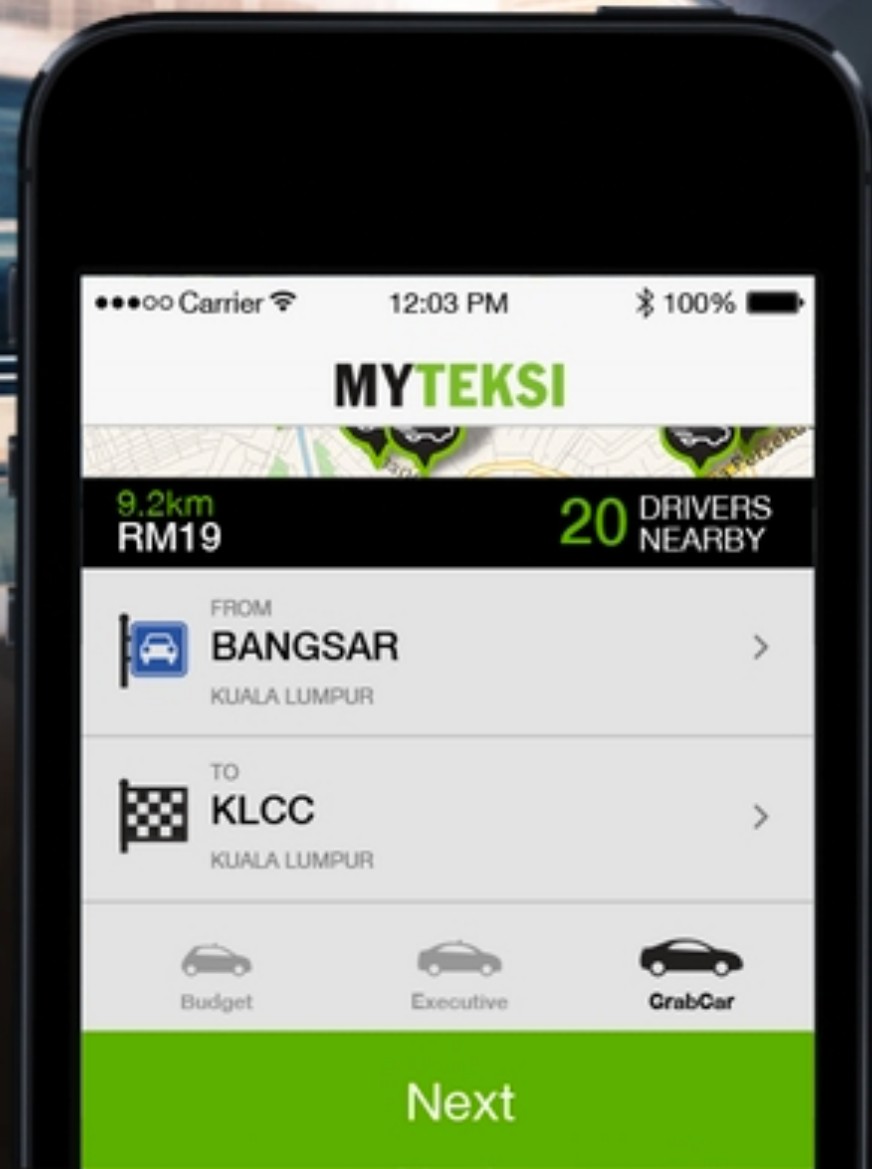 Carrier 12:03 PM 100%
MYTEKSI
9.2km
RM19
20 DRIVERS
NEARBY
FROM
BANGSAR
KUALA LUMPUR
TO
KLCC
KUALA LUMPUR
Budget Executive GrabCar
Next